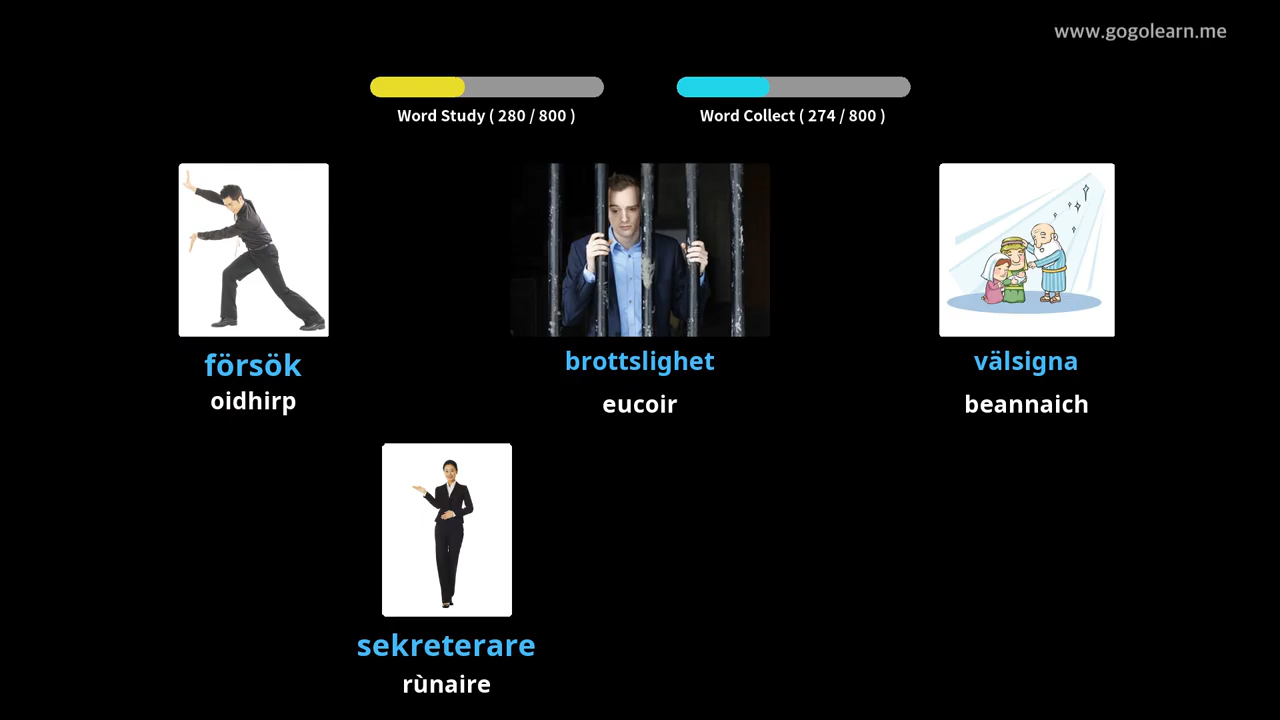 www.gogolearn.me
Word Study ( 280 / 800 )
Word Collect ( 274 / 800 )
försök
oidhirp
brottslighet
eucoir
välsigna
beannaich
sekreterare
rùnaire